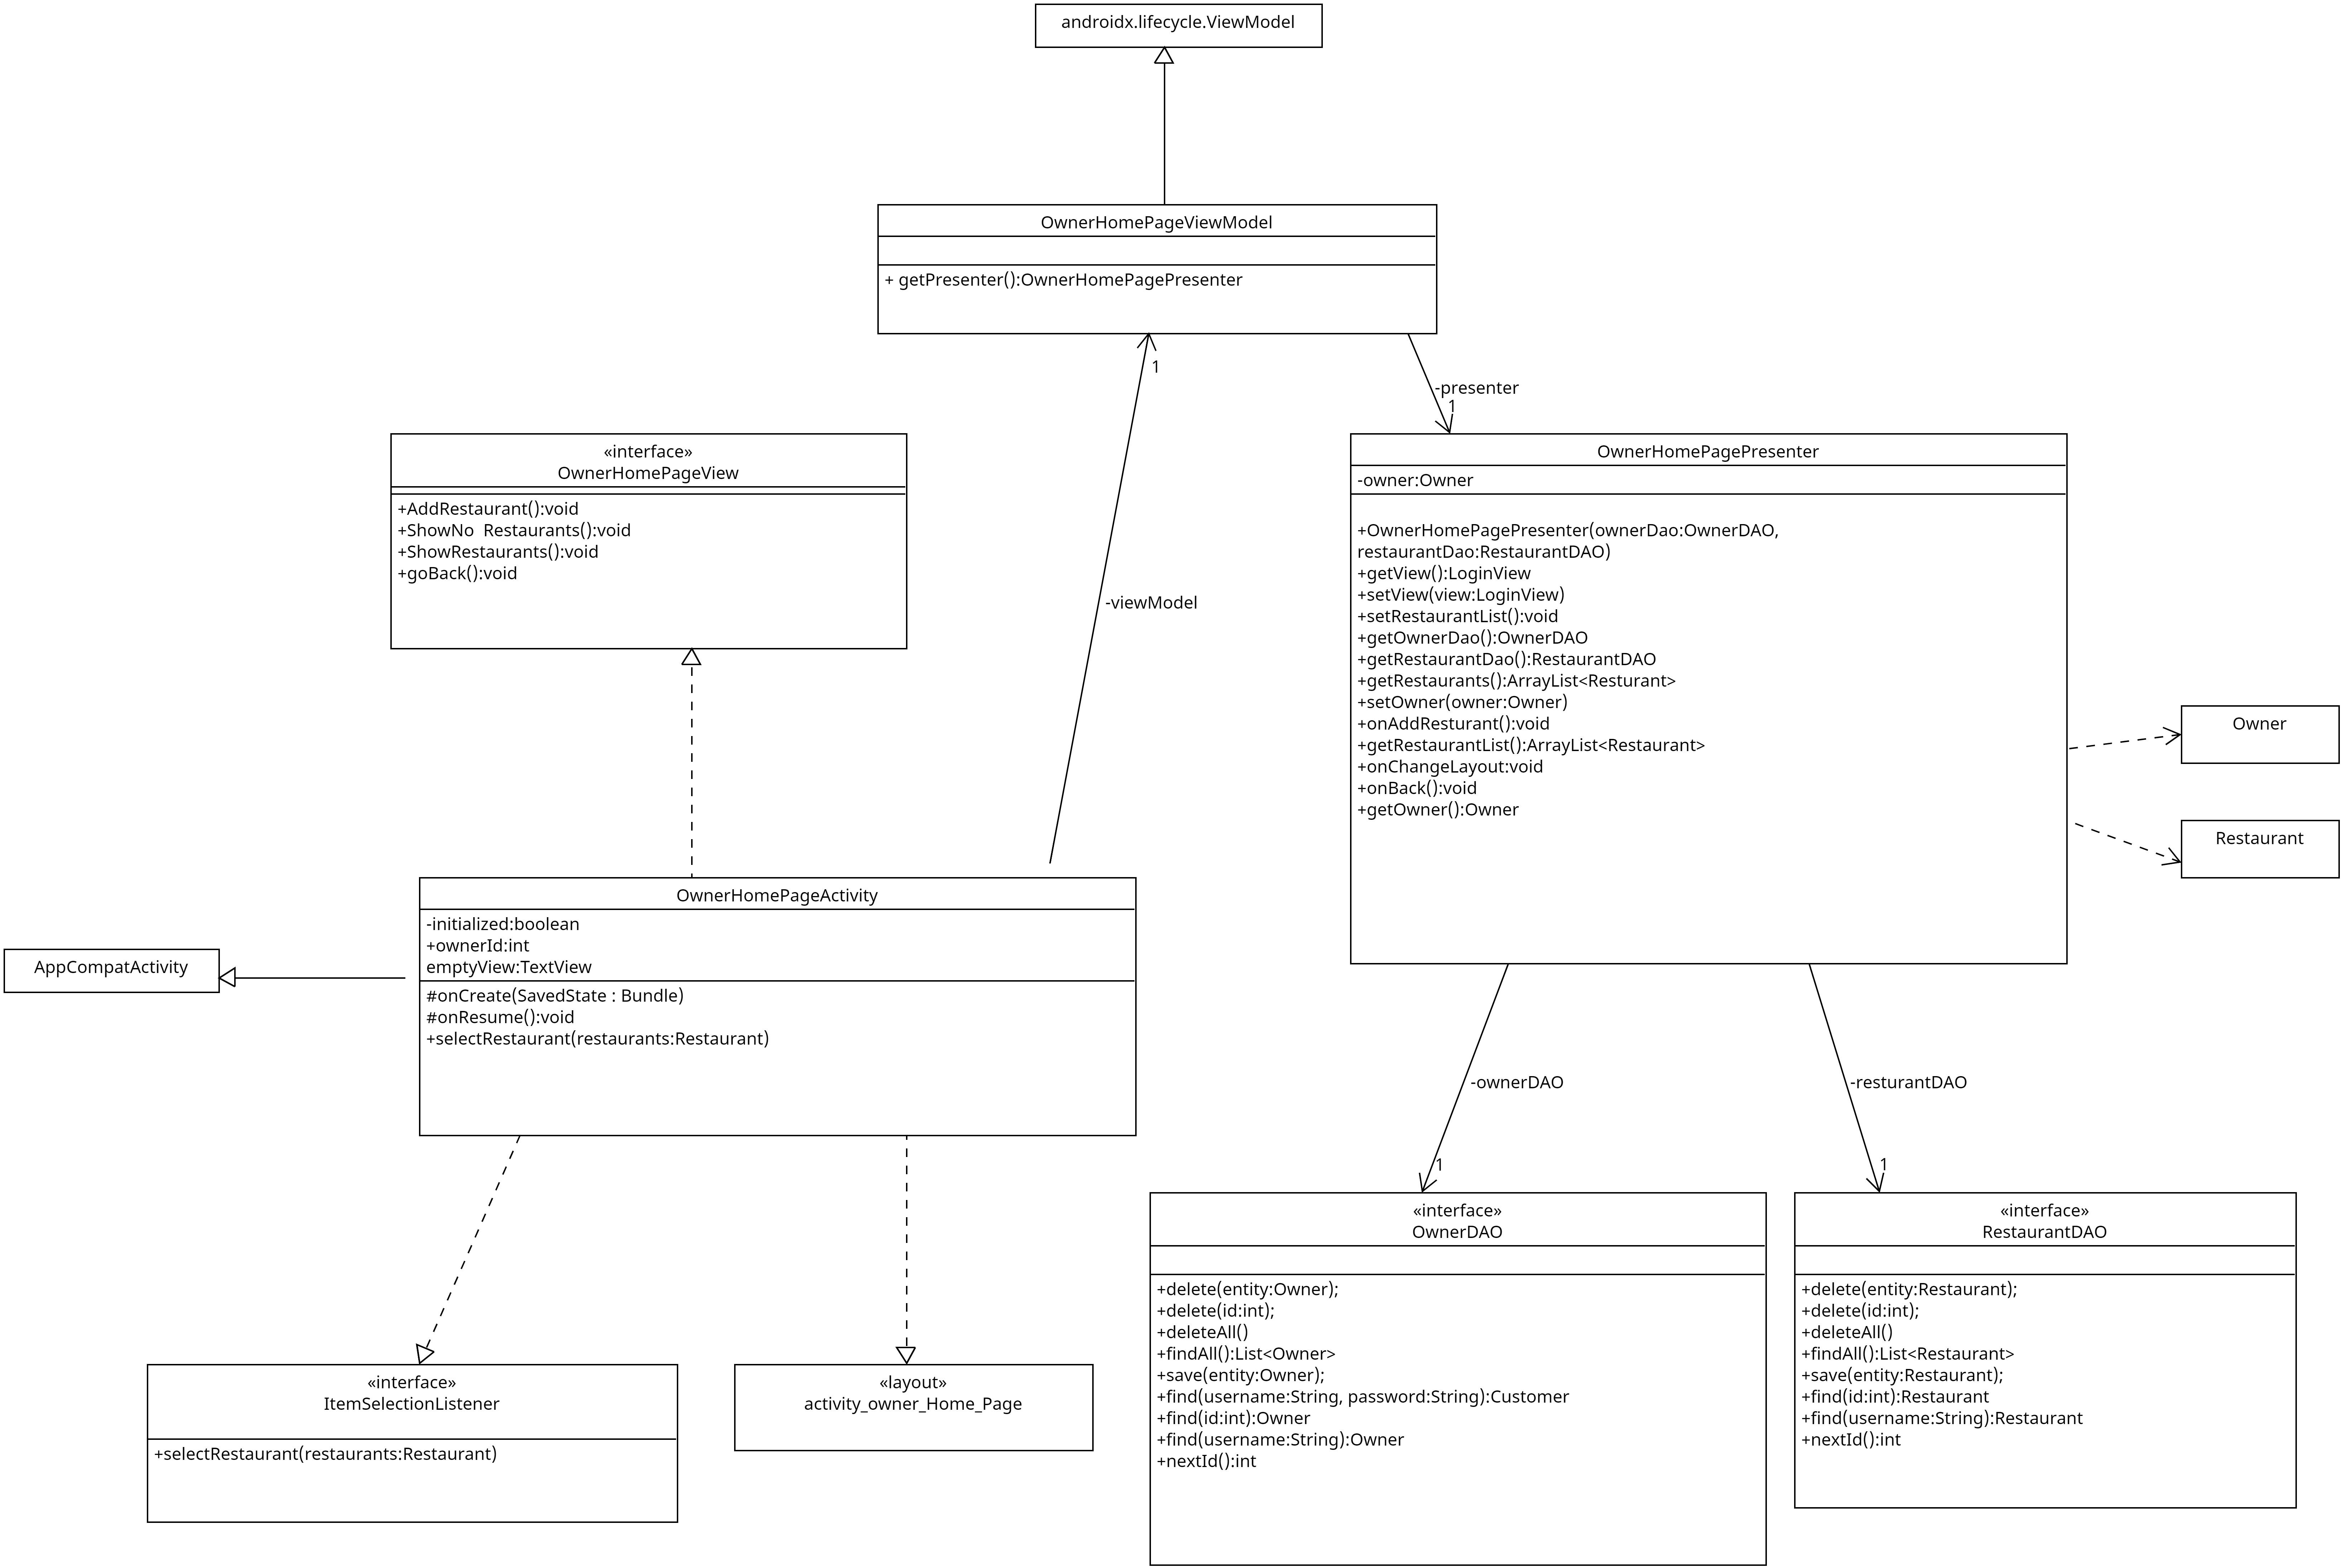 androidx.lifecycle.ViewModel
OwnerHomePageViewModel
+ getPresenter():OwnerHomePagePresenter
1
-presenter
1
«interface»
OwnerHomePageView
+AddRestaurant():void
+ShowNo  Restaurants():void
+ShowRestaurants():void
+goBack():void
-viewModel
OwnerHomePagePresenter
-owner:Owner
+OwnerHomePagePresenter(ownerDao:OwnerDAO,
restaurantDao:RestaurantDAO)
+getView():LoginView
+setView(view:LoginView)
+setRestaurantList():void
+getOwnerDao():OwnerDAO
+getRestaurantDao():RestaurantDAO
+getRestaurants():ArrayList<Resturant>
+setOwner(owner:Owner)
+onAddResturant():void
+getRestaurantList():ArrayList<Restaurant>
+onChangeLayout:void
+onBack():void
+getOwner():Owner
Owner
Restaurant
OwnerHomePageActivity
-initialized:boolean
+ownerId:int
emptyView:TextView
#onCreate(SavedState : Bundle)
#onResume():void
+selectRestaurant(restaurants:Restaurant)
AppCompatActivity
-ownerDAO
1
-resturantDAO
1
«interface»
ItemSelectionListener
+selectRestaurant(restaurants:Restaurant)
«layout»
activity_owner_Home_Page
«interface»
OwnerDAO
+delete(entity:Owner);
+delete(id:int);
+deleteAll()
+findAll():List<Owner>
+save(entity:Owner);
+find(username:String, password:String):Customer
+find(id:int):Owner
+find(username:String):Owner
+nextId():int
«interface»
RestaurantDAO
+delete(entity:Restaurant);
+delete(id:int);
+deleteAll()
+findAll():List<Restaurant>
+save(entity:Restaurant);
+find(id:int):Restaurant
+find(username:String):Restaurant
+nextId():int